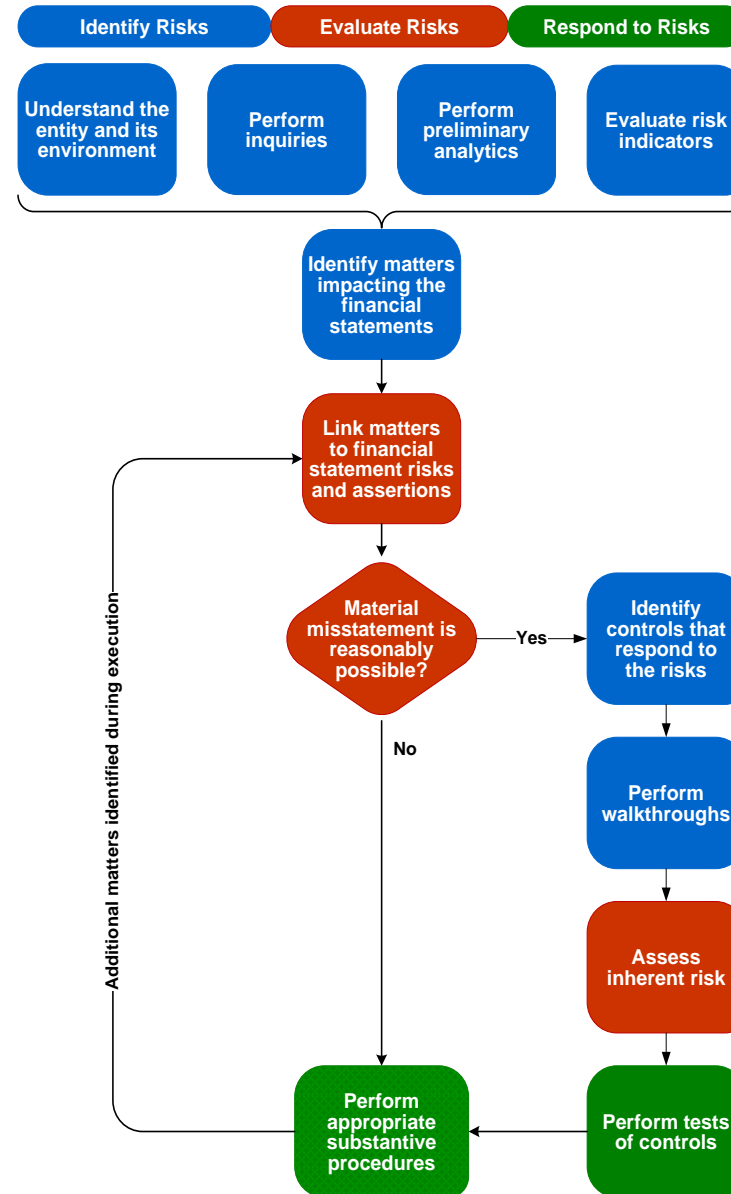 Identify Risks
Evaluate Risks
Respond to Risks
Understand the
entity and its
environment
Perform
inquiries
Perform
preliminary
analytics
Evaluate risk
indicators
Identify matters
impacting the
financial
statements
Link matters
to financial
statement risks
and assertions
Material
misstatement is
reasonably
possible?
Yes
Identify
controls that
respond to
the risks
No
Perform
walkthroughs
Additional matters identified during execution
Assess
inherent risk
Perform
appropriate
substantive
procedures
Perform tests
of controls